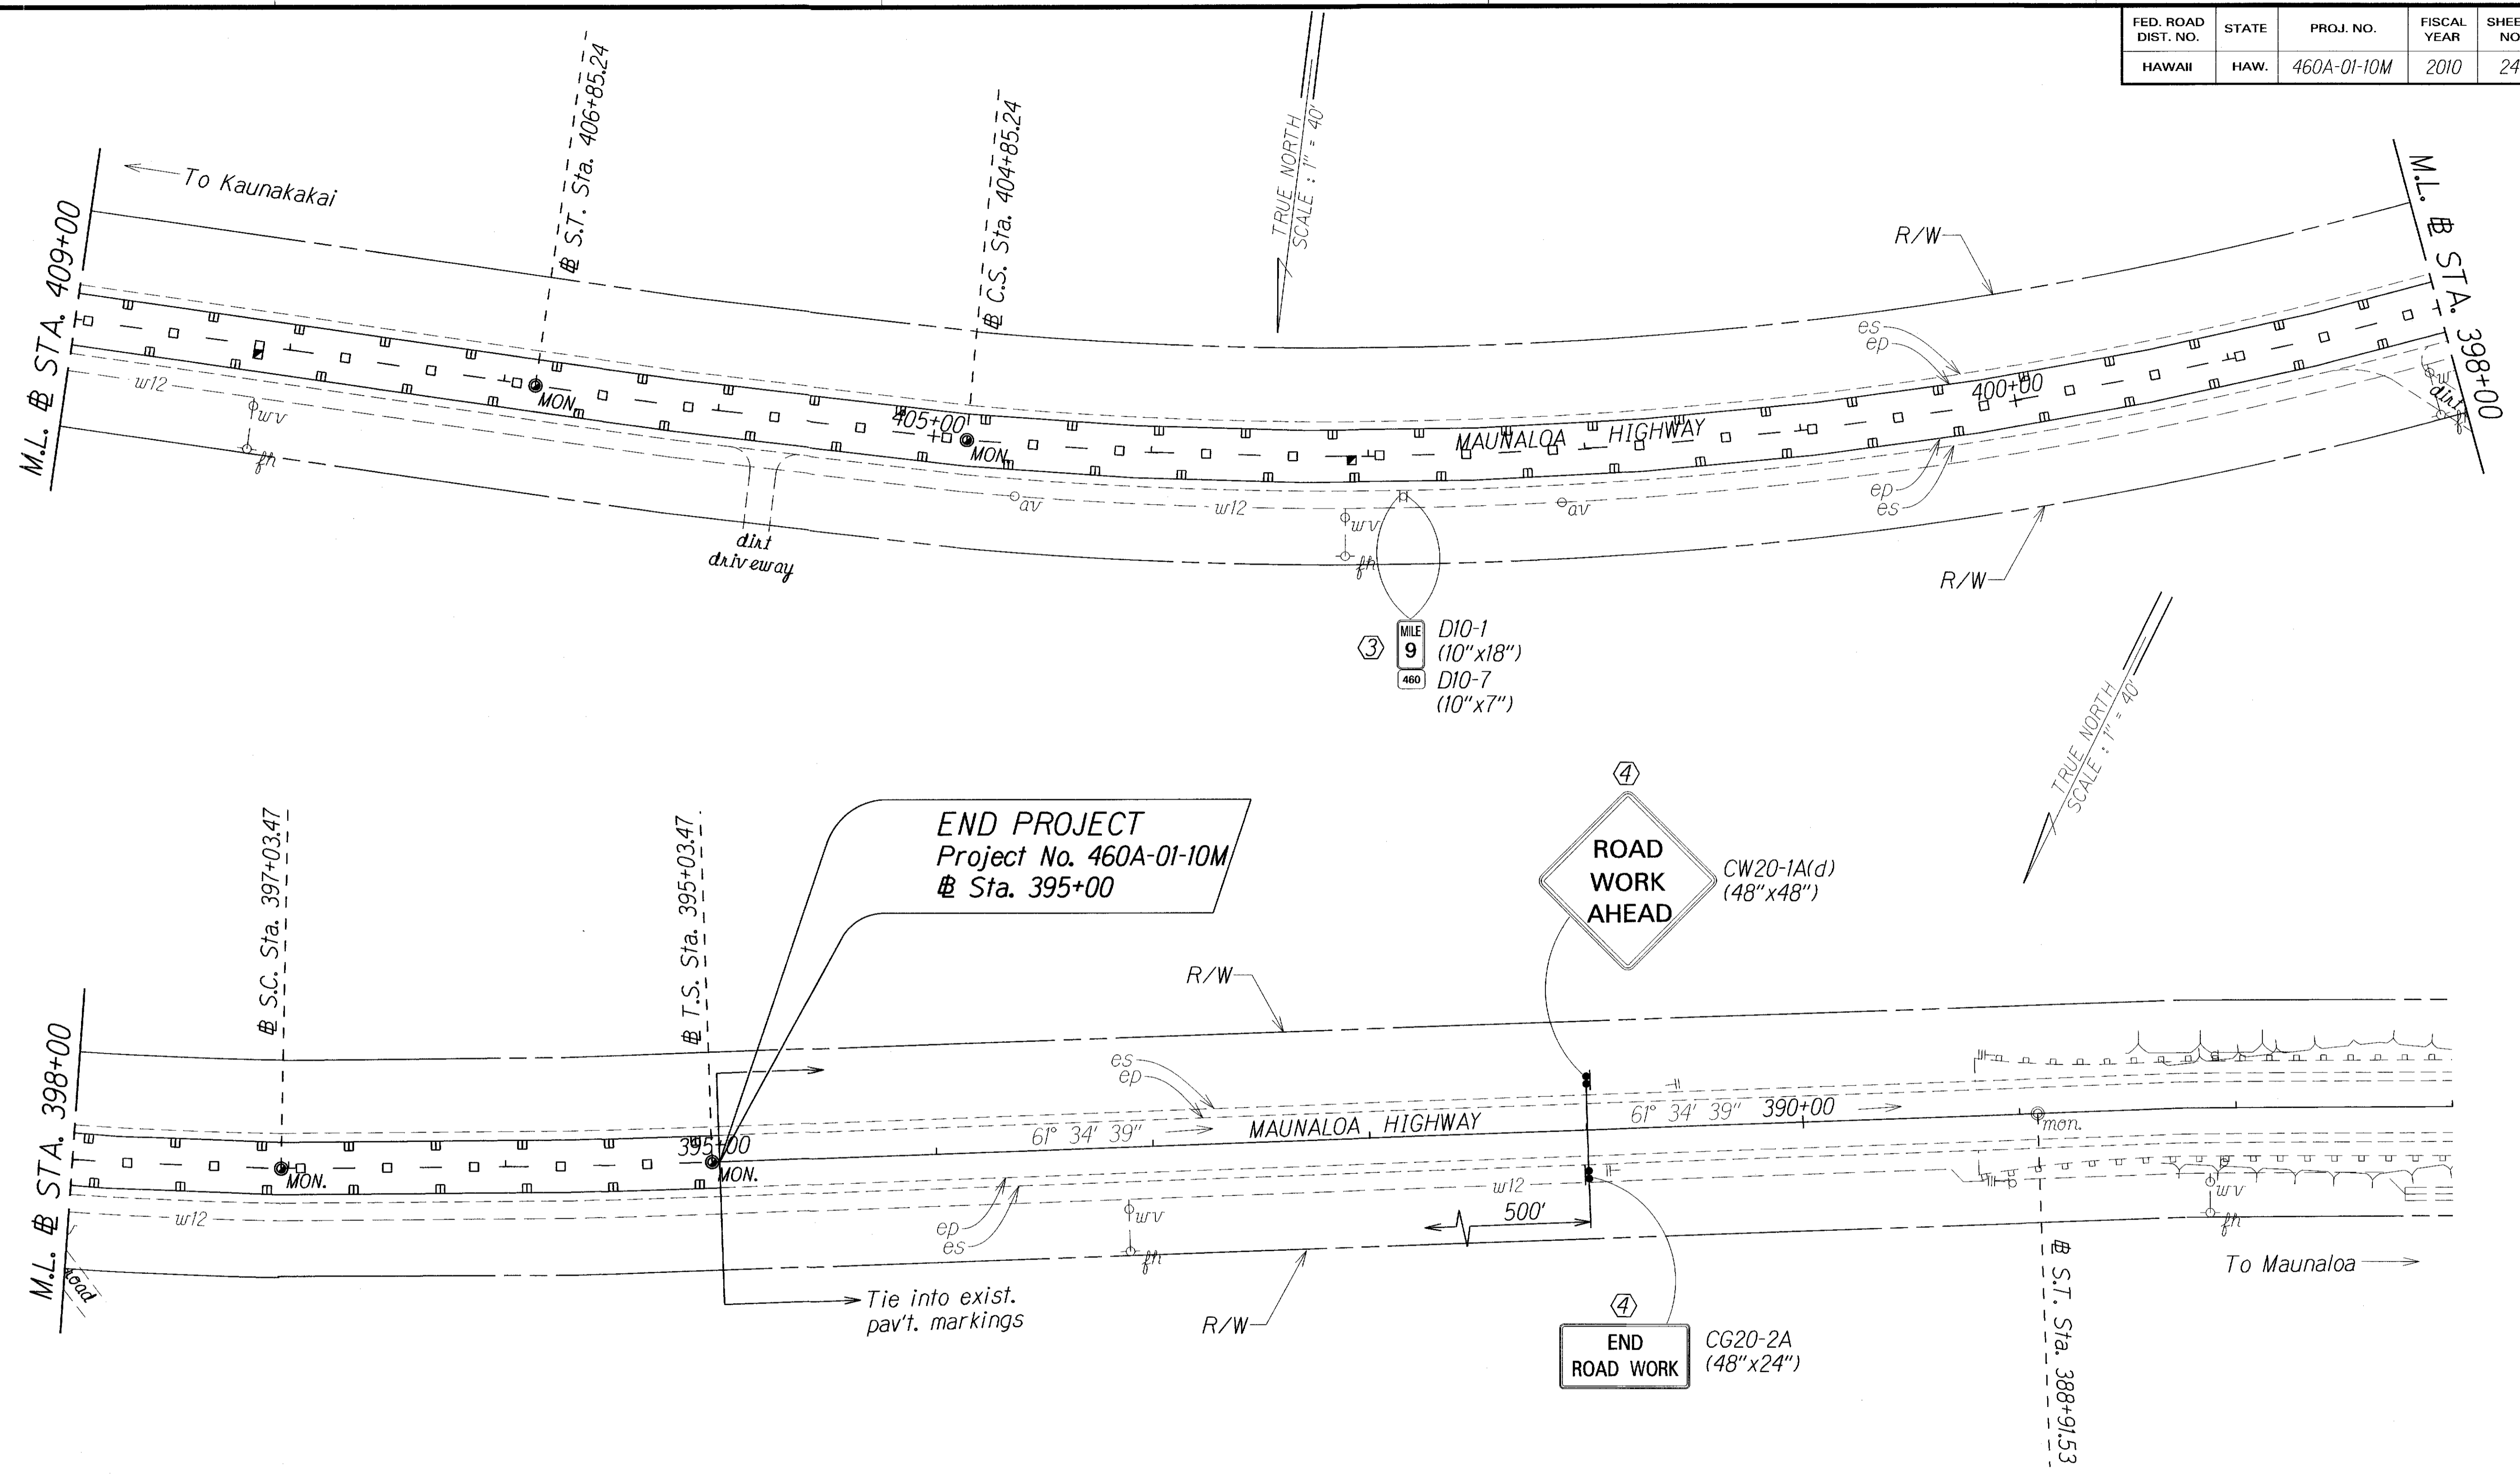 FED. ROAD DIST. NO. STATE PROJ. NO. FISCAL YEAR
HAWAII HAW. 460A-01-10M 2010 24
To Kaunakakai
M.L. ⅊ STA. 409+00
S.T. Sta. 406+85.24
C.S. Sta. 404+85.24
TRUE NORTH
SCALE : 1" = 40'
R/W
M.L. STA. 398+00
es
ep
w12
wv
fh
MON.
405+00
MON.
MAUNALOA HIGHWAY
400+00
w
dirt
av
w12
av
wv
fh
ep
es
dirt
driveway
R/W
3
MILE
9
460
D10-1
(10"x18")
D10-7
(10"x7")
TRUE NORTH
SCALE : 1" = 40'
END PROJECT
Project No. 460A-01-10M
Sta. 395+00
4
ROAD
WORK
AHEAD
CW20-1A(d)
(48"x48")
S.C. Sta. 397+03.47
T.S. Sta. 395+03.47
R/W
M.L. STA. 398+00
es
ep
395+00
MON.
MON.
61° 34' 39"
MAUNALOA HIGHWAY
61° 34' 39"
390+00
mon.
w12
w12
wv
fh
ep
es
500'
wv
fh
road
Tie into exist.
pav't. markings
R/W
4
END
ROAD WORK
CG20-2A
(48"x24")
To Maunaloa
S.T. Sta. 388+91.53